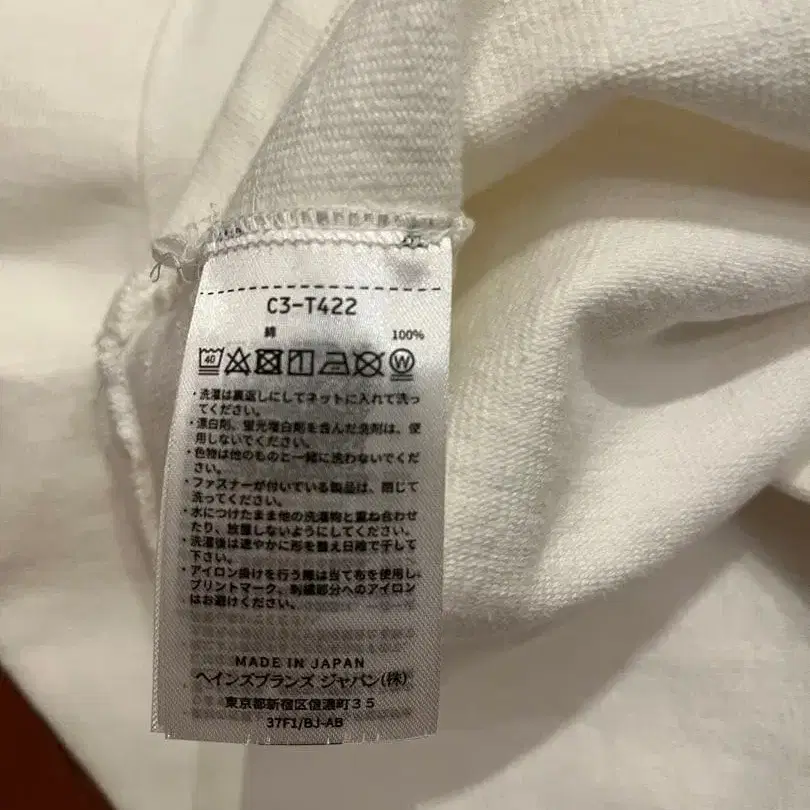 C3-T422
綿 100%
40 W
・洗濯は裏返しにしてネットに入れて洗っ
てください。
・漂白剤、蛍光増白剤を含んだ洗剤は、使
用しないでください。
・色物は他のものと一緒に洗わないでくだ
さい。
・ファスナーが付いている製品は、閉じて
洗ってください。
・水につけたまま他の洗濯物と重ね合わせ
たり、放置しないようにしてください。
・洗濯後は速やかに形を整え日陰で干して
下さい。
・アイロン掛けを行う際は当て布を使用し、
プリントマーク、刺繍部分へのアイロン
はお避けください。
MADE IN JAPAN
ヘインズブランズ ジャパン(株)
東京都新宿区信濃町35
37F1/BJ-AB